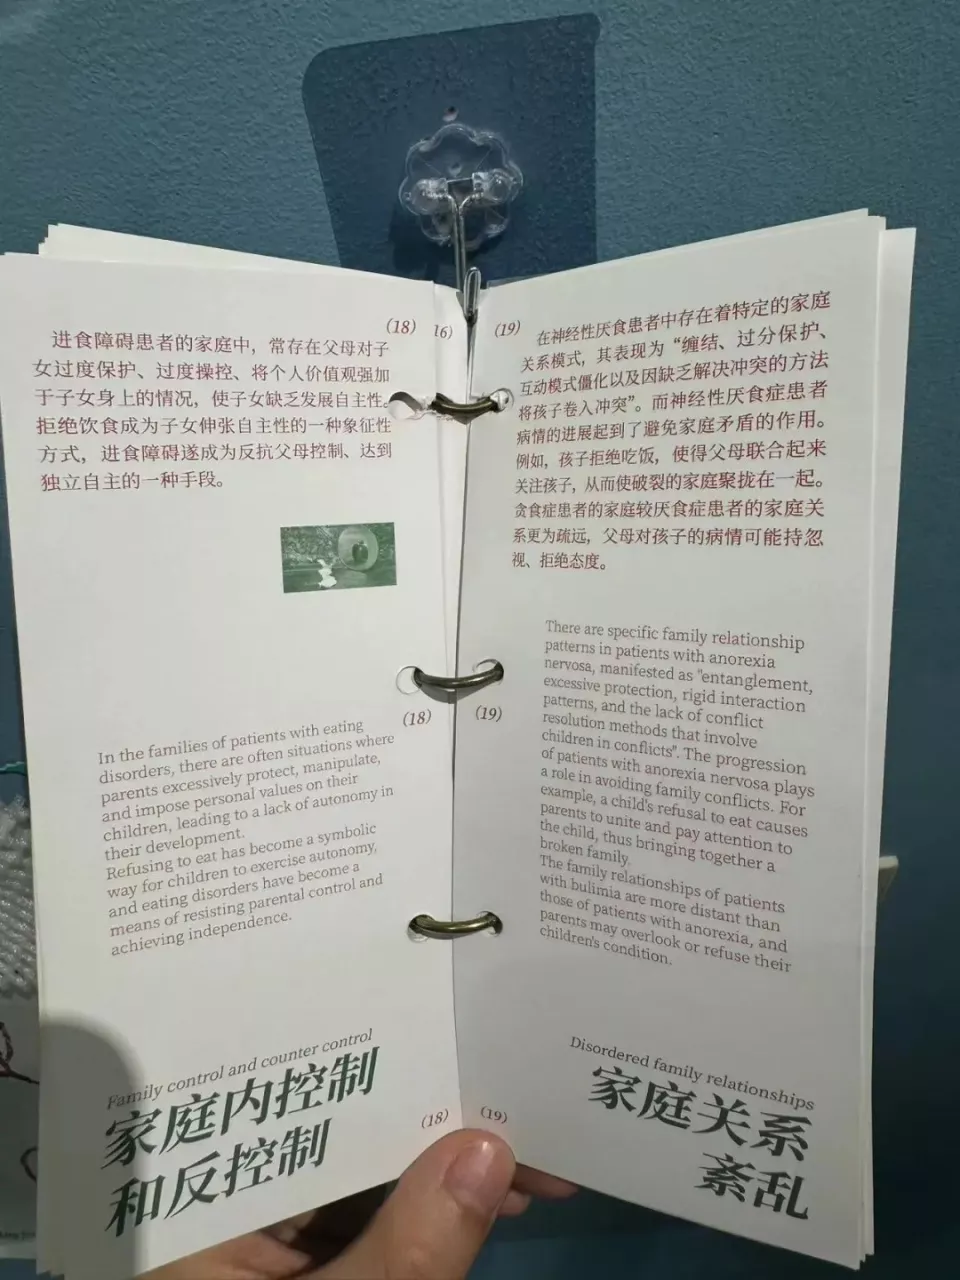 (18)
进食障碍患者的家庭中，常存在父母对子
女过度保护、过度操控、将个人价值观强加
于子女身上的情况，使子女缺乏发展自主性。
拒绝饮食成为子女伸张自主性的一种象征性
方式，进食障碍遂成为反抗父母控制、达到
独立自主的一种手段。
(18)
In the families of patients with eating
disorders, there are often situations where
parents excessively protect, manipulate,
and impose personal values on their
children, leading to a lack of autonomy in
their development.
Refusing to eat has become a symbolic
way for children to exercise autonomy,
and eating disorders have become a
means of resisting parental control and
achieving independence.
Family control and counter control
家庭内控制
和反控制
(18)
16)
(19)
在神经性厌食患者中存在着特定的家庭
关系模式，其表现为“缠结、过分保护、
互动模式僵化以及因缺乏解决冲突的方法
将孩子卷入冲突”。而神经性厌食症患者
病情的进展起到了避免家庭矛盾的作用。
例如，孩子拒绝吃饭，使得父母联合起来
关注孩子，从而使破裂的家庭聚拢在一起。
贪食症患者的家庭较厌食症患者的家庭关
系更为疏远，父母对孩子的病情可能持忽
视、拒绝态度。
(19)
There are specific family relationship
patterns in patients with anorexia
nervosa, manifested as "entanglement,
excessive protection, rigid interaction
patterns, and the lack of conflict
resolution methods that involve
children in conflicts". The progression
of patients with anorexia nervosa plays
a role in avoiding family conflicts. For
example, a child's refusal to eat causes
parents to unite and pay attention to
the child, thus bringing together a
broken family.
The family relationships of patients
with bulimia are more distant than
those of patients with anorexia, and
parents may overlook or refuse their
children's condition.
Disordered family relationships
家庭关系
紊乱
(19)